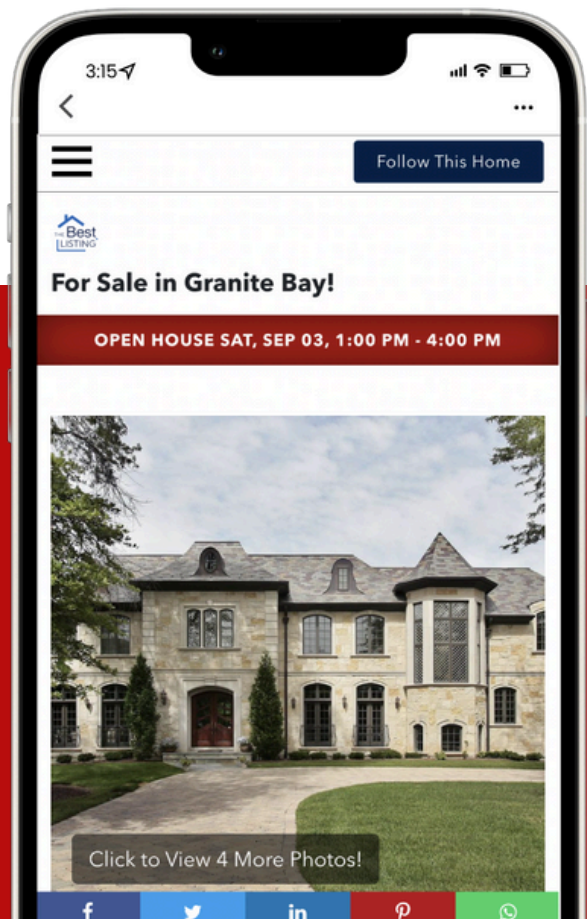 3:15
Follow This Home
THE Best
LISTING
For Sale in Granite Bay!
OPEN HOUSE SAT, SEP 03, 1:00 PM - 4:00 PM
Click to View 4 More Photos!